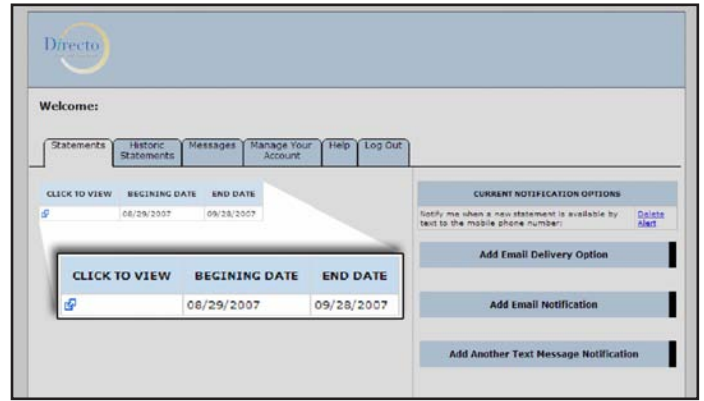 Directo
Welcome:
Statements
Historic
Statements
Messages
Manage Your
Account
Help
Log Out
CLICK TO VIEW BEGINING DATE END DATE
08/29/2007 09/28/2007
CLICK TO VIEW BEGINING DATE END DATE
08/29/2007 09/28/2007
CURRENT NOTIFICATION OPTIONS
Notify me when a new statement is available by
text to the mobile phone number:
Delete
Alert
Add Email Delivery Option
Add Email Notification
Add Another Text Message Notification